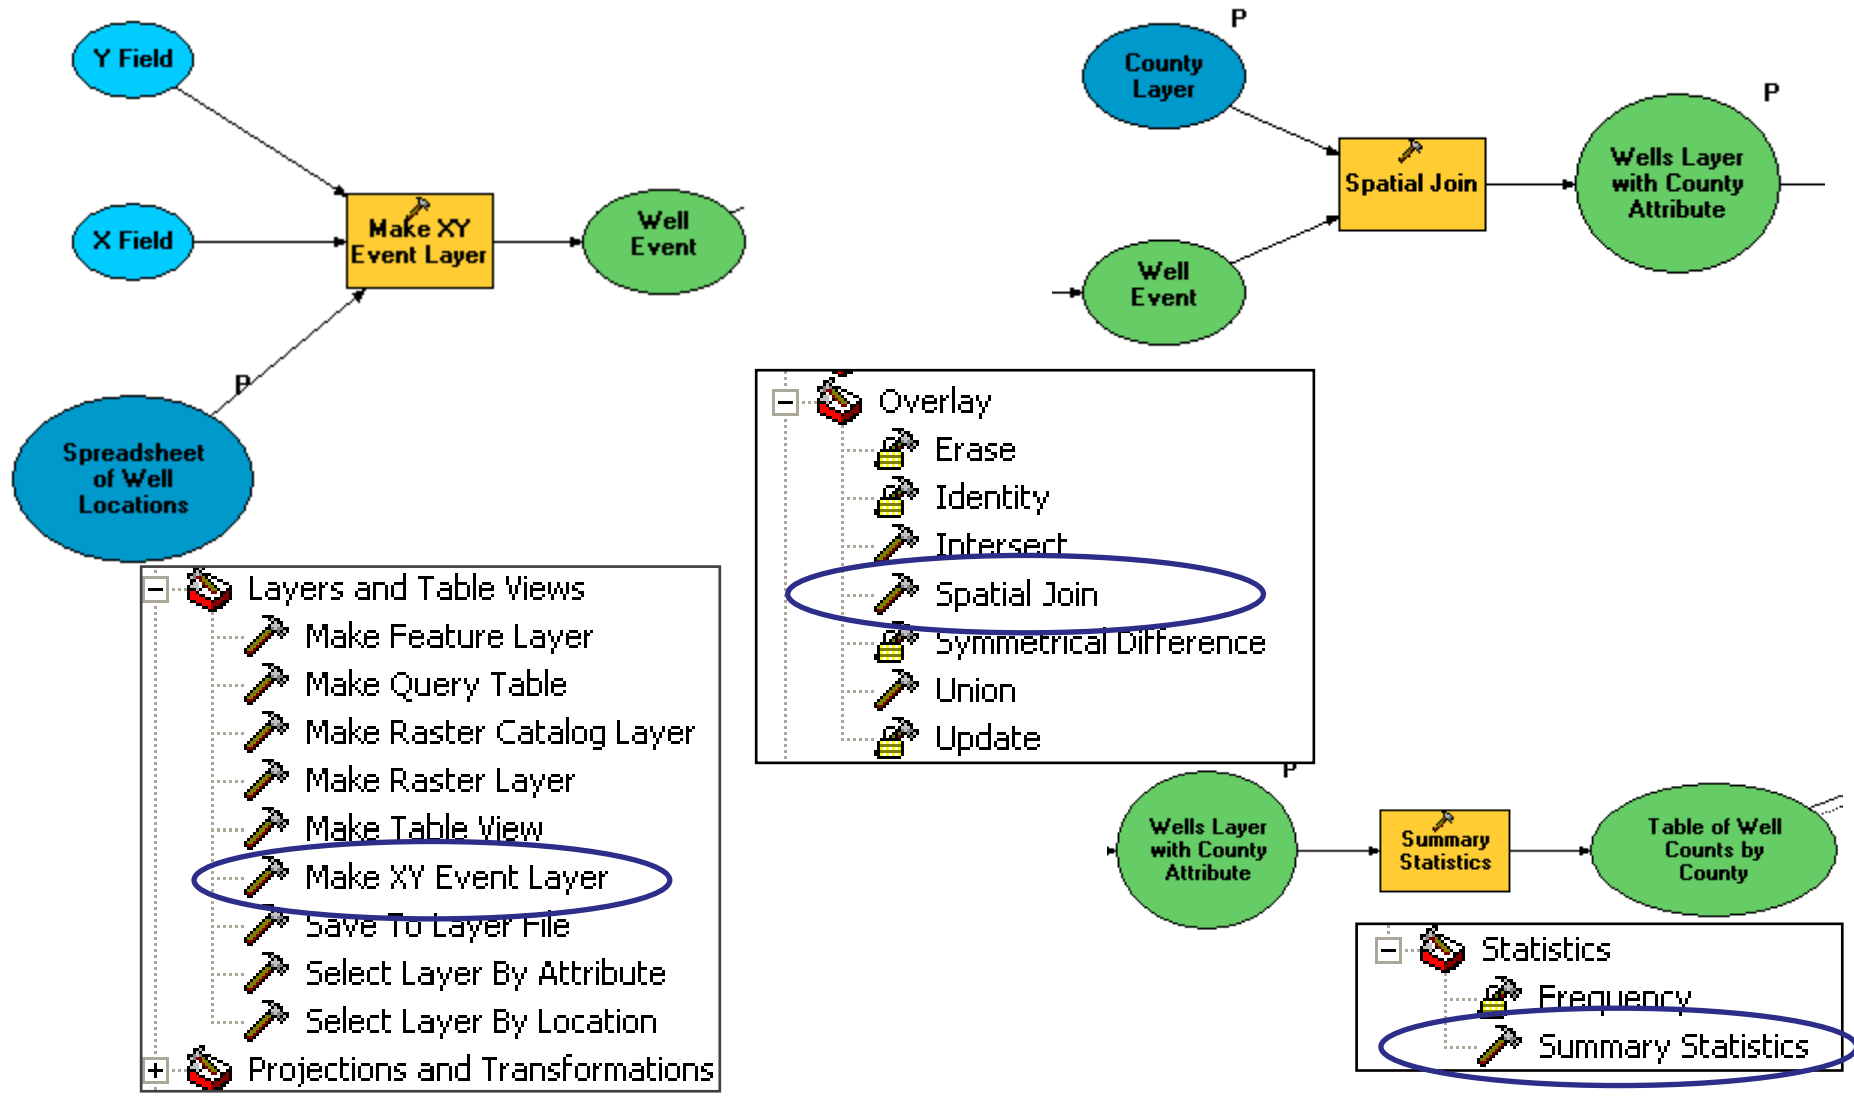 Y Field
X Field
Make XY
Event Layer
Well
Event
P
Spreadsheet
of Well
Locations
P
County
Layer
Spatial Join
Well
Event
P
Wells Layer
with County
Attribute
Layers and Table Views
Make Feature Layer
Make Query Table
Make Raster Catalog Layer
Make Raster Layer
Make Table View
Make XY Event Layer
Save To Layer File
Select Layer By Attribute
Select Layer By Location
Projections and Transformations
Overlay
Erase
Identity
Intersect
Spatial Join
Symmetrical Difference
Union
Update
P
Wells Layer
with County
Attribute
Summary
Statistics
Table of Well
Counts by
County
Statistics
Frequency
Summary Statistics